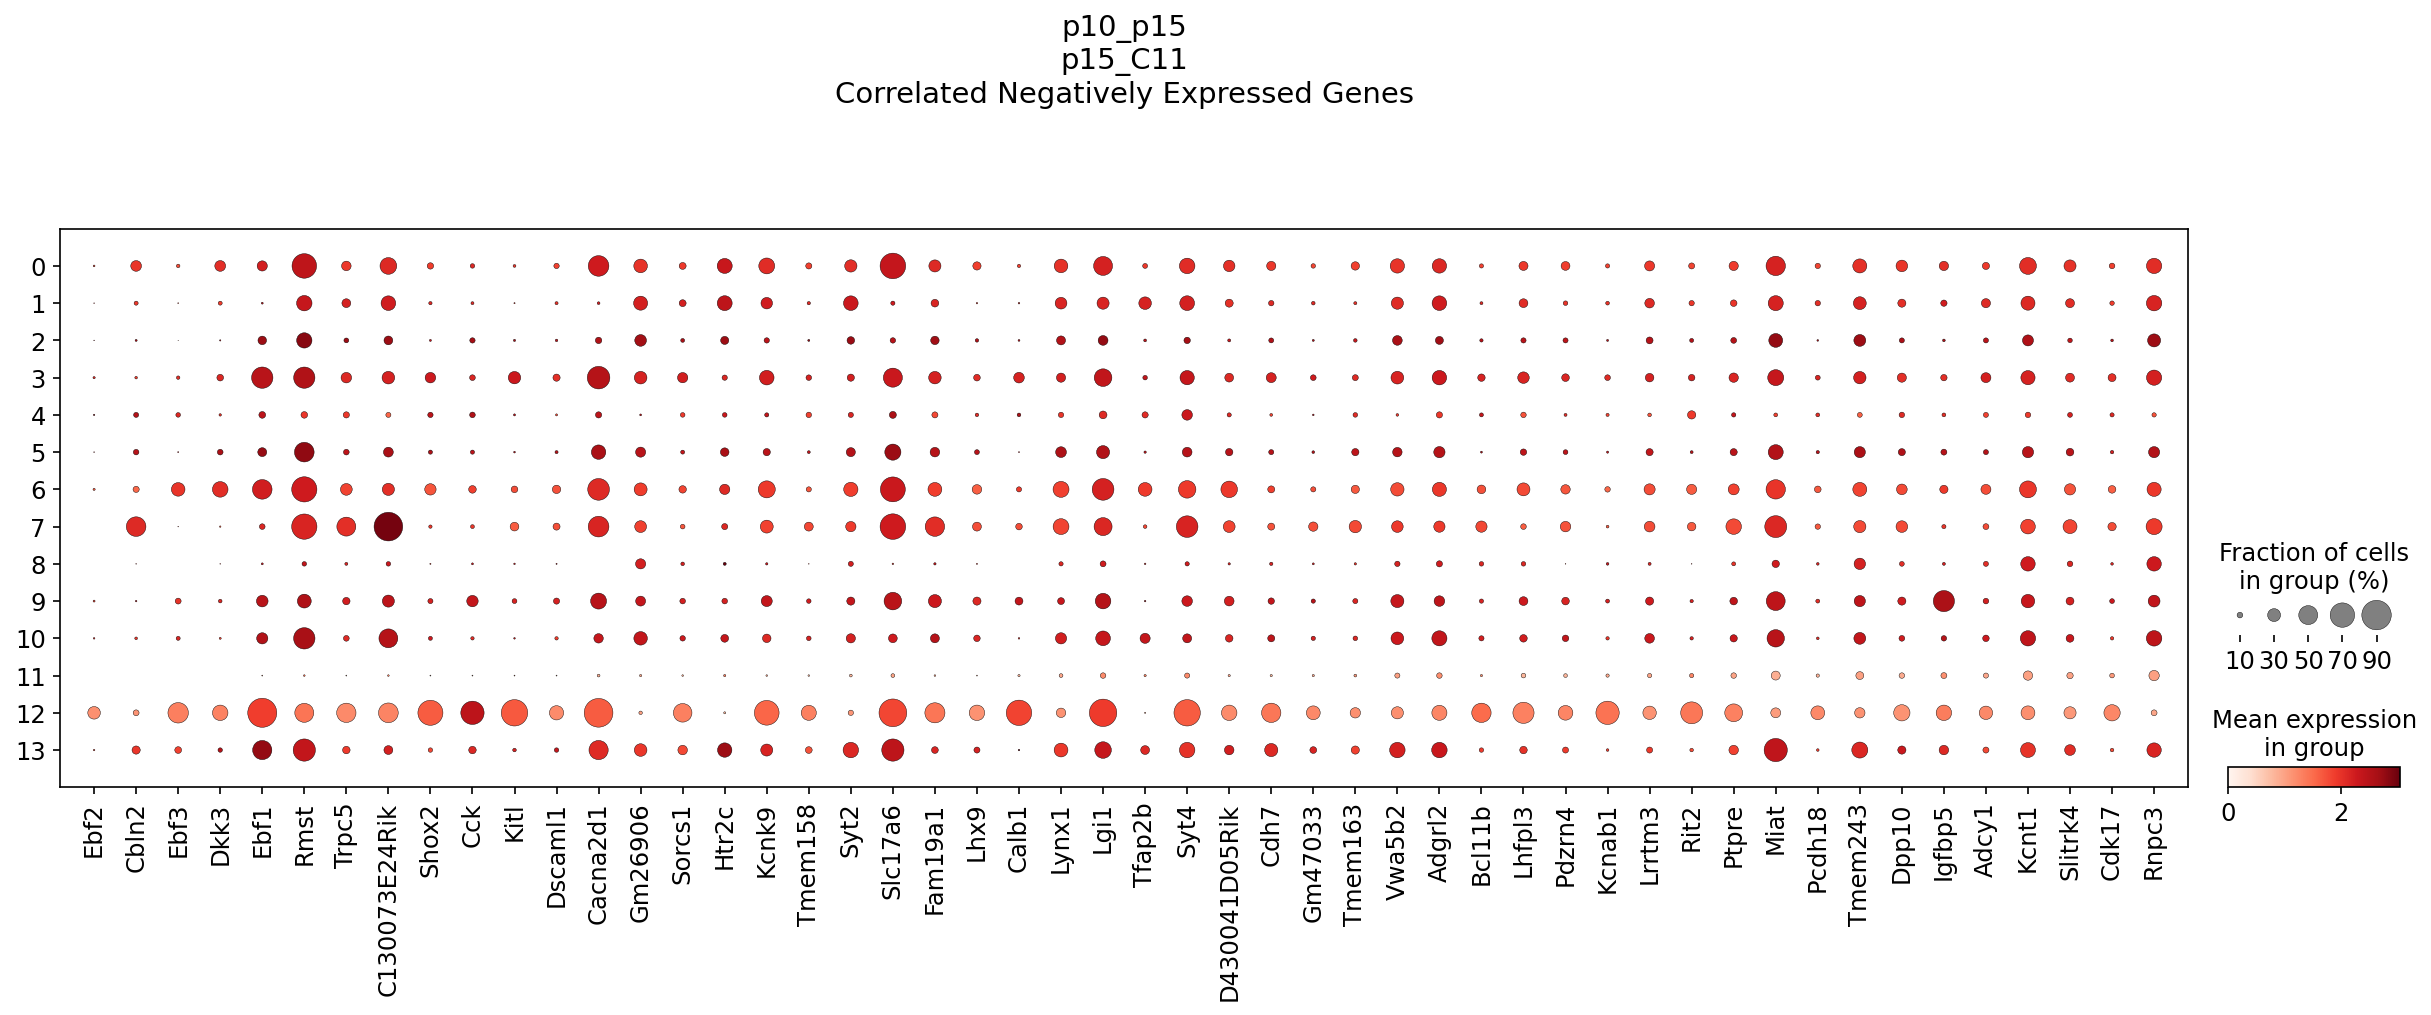 p10_p15
p15_C11
Correlated Negatively Expressed Genes
0
1
2
3
4
5
6
7
8
9
10
11
12
13
Ebf2
Cbln2
Ebf3
Dkk3
Ebf1
Rmst
Trpc5
C130073E24Rik
Shox2
Cck
Kitl
Dscaml1
Cacna2d1
Gm26906
Sorcs1
Htr2c
Kcnk9
Tmem158
Syt2
Slc17a6
Fam19a1
Lhx9
Calb1
Lynx1
Lgi1
Tfap2b
Syt4
D430041D05Rik
Cdh7
Gm47033
Tmem163
Vwa5b2
Adgrl2
Bcl11b
Lhfpl3
Pdzrn4
Kcnab1
Lrrtm3
Rit2
Ptpre
Miat
Pcdh18
Tmem243
Dpp10
Igfbp5
Adcy1
Kcnt1
Slitrk4
Cdk17
Rnpc3
Fraction of cells
in group (%)
10 30 50 70 90
Mean expression
in group
0 2